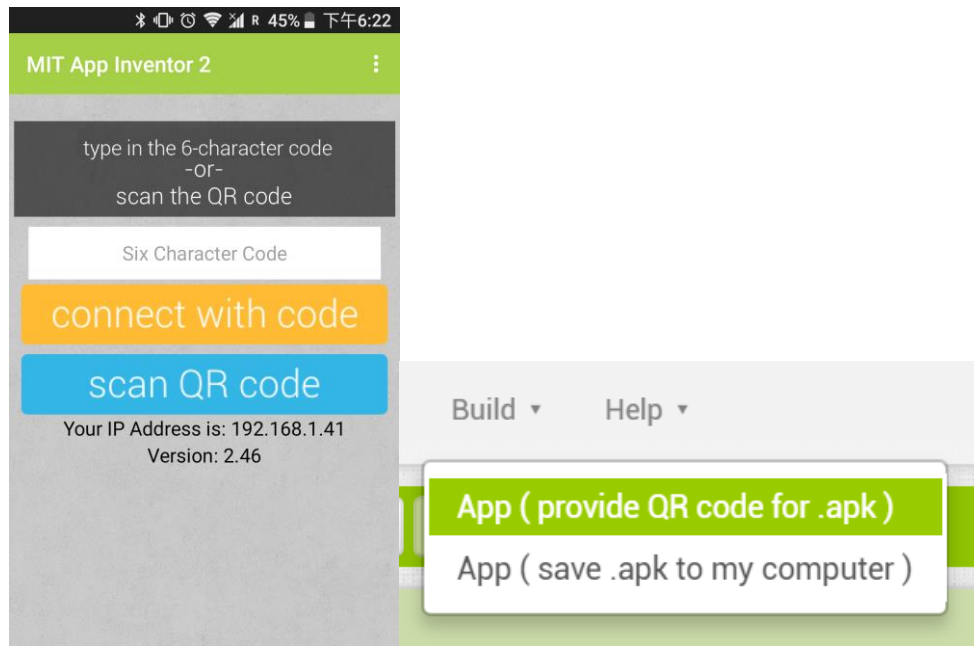 R 45% 下午6:22
MIT App Inventor 2
type in the 6-character code
-or-
scan the QR code
Six Character Code
connect with code
scan QR code
Your IP Address is: 192.168.1.41
Version: 2.46
Build ▾ Help ▾
App ( provide QR code for .apk )
App ( save .apk to my computer )